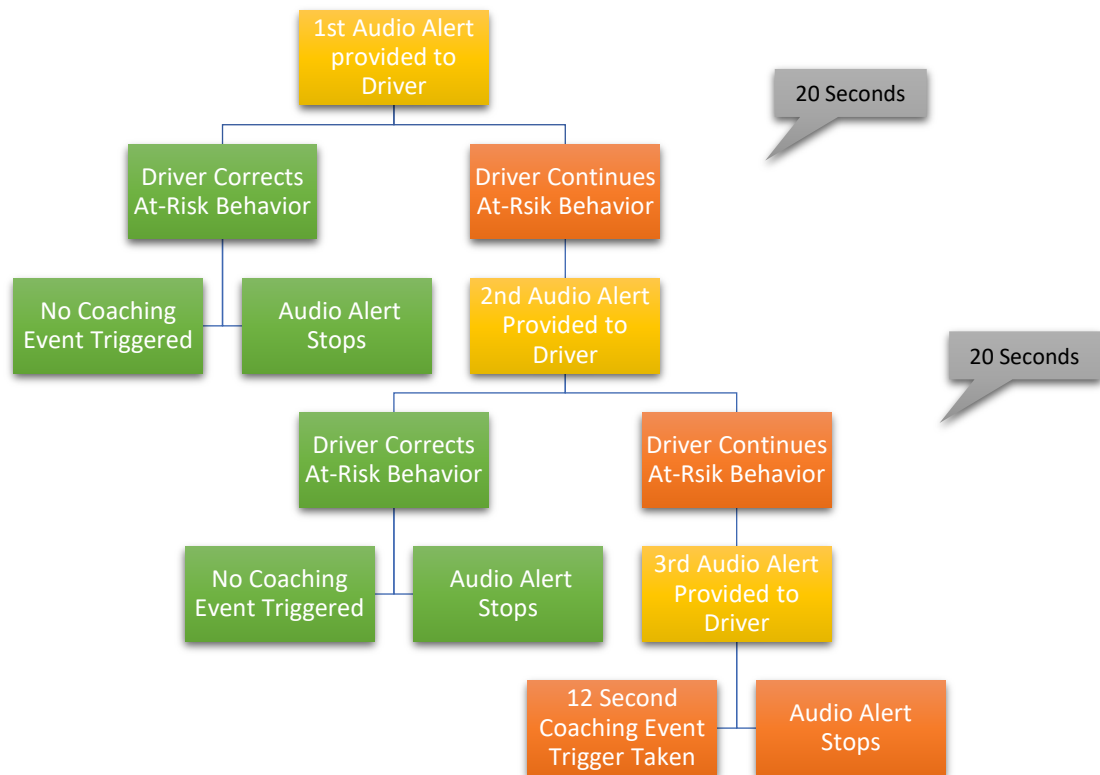 1st Audio Alert
provided to
Driver
20 Seconds
Driver Corrects
At-Risk Behavior
Driver Continues
At-Rsik Behavior
No Coaching
Event Triggered
Audio Alert
Stops
2nd Audio Alert
Provided to
Driver
20 Seconds
Driver Corrects
At-Risk Behavior
Driver Continues
At-Rsik Behavior
No Coaching
Event Triggered
Audio Alert
Stops
3rd Audio Alert
Provided to
Driver
12 Second
Coaching Event
Trigger Taken
Audio Alert
Stops